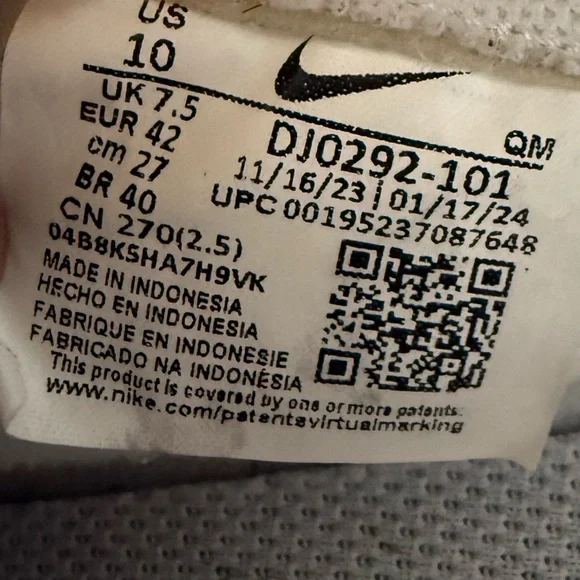 US
10
UK 7.5
EUR 42
cm 27
BR 40
CN 270(2.5)
DJ0292-101 QM
11/16/23 | 01/17/24
UPC 00195237087648
04B8KSHA7H9VK
MADE IN INDONESIA
HECHO EN INDONESIA
FABRIQUE EN INDONESIE
FABRICADO NA INDONÉSIA
This product is covered by one or more patents.
www.nike.com/patentsvirtualmarking